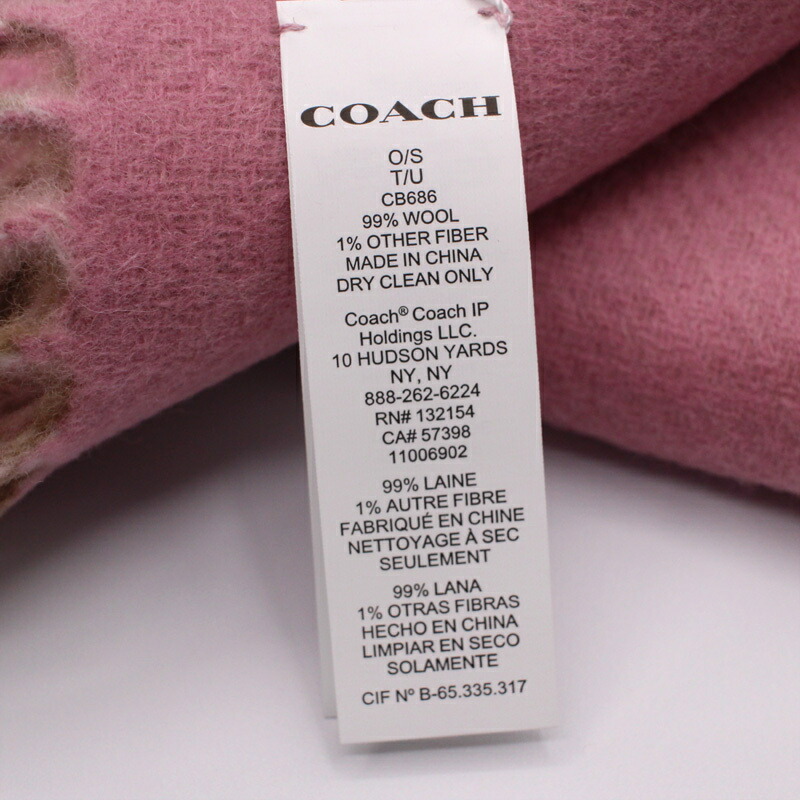 COACH
O/S
T/U
CB686
99% WOOL
1% OTHER FIBER
MADE IN CHINA
DRY CLEAN ONLY
Coach® Coach IP
Holdings LLC.
10 HUDSON YARDS
NY, NY
888-262-6224
RN# 132154
CA# 57398
11006902
99% LAINE
1% AUTRE FIBRE
FABRIQUÉ EN CHINE
NETTOYAGE À SEC
SEULEMENT
99% LANA
1% OTRAS FIBRAS
HECHO EN CHINA
LIMPIAR EN SECO
SOLAMENTE
CIF Nº B-65.335.317